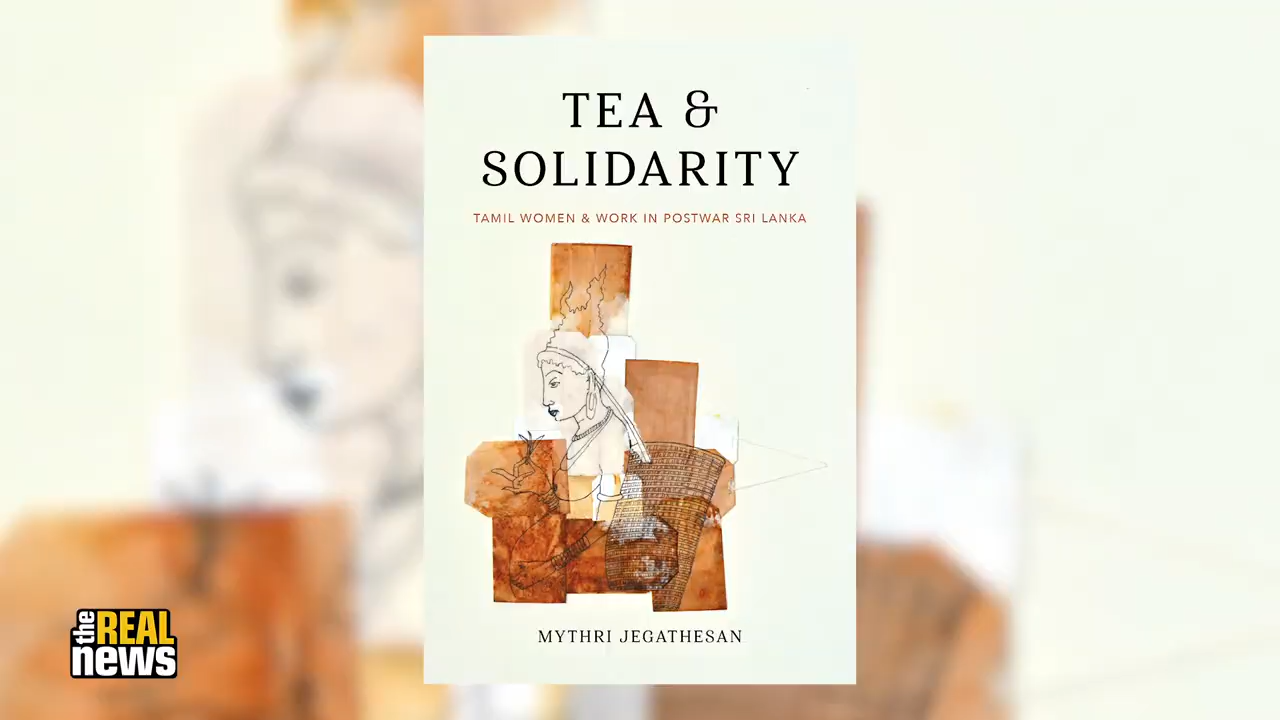 TEA &
SOLIDARITY
TAMIL WOMEN & WORK IN POSTWAR SRI LANKA
MYTHRI JEGATHESAN
the REAL
news